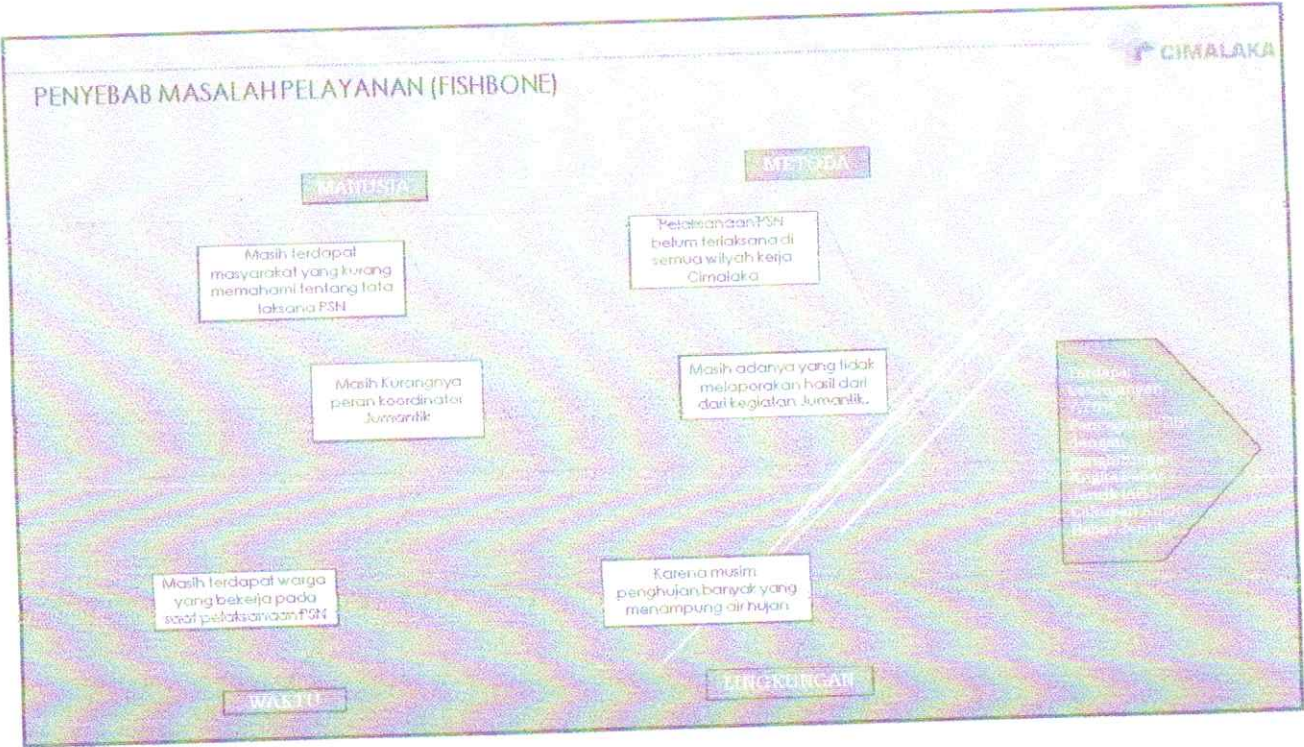 CIMALAKA
PENYEBAB MASALAH PELAYANAN (FISHBONE)
MANUSIA
METODA
Masih terdapat
masyarakat yang kurang
memahami tentang tata
laksana PSN
Pelaksanaan PSN
belum terlaksana di
semua wilyah kerja
Cimalaka
Masih Kurangnya
peran koordinator
Jumantik
Masih adanya yang tidak
melaporakan hasil dari
dari kegiatan Jumantik.
Masih terdapat warga
yang bekerja pada
saat pelaksanaan PSN
Karena musim
penghujan, banyak yang
menampung air hujan
WAKTU
LINGKUNGAN